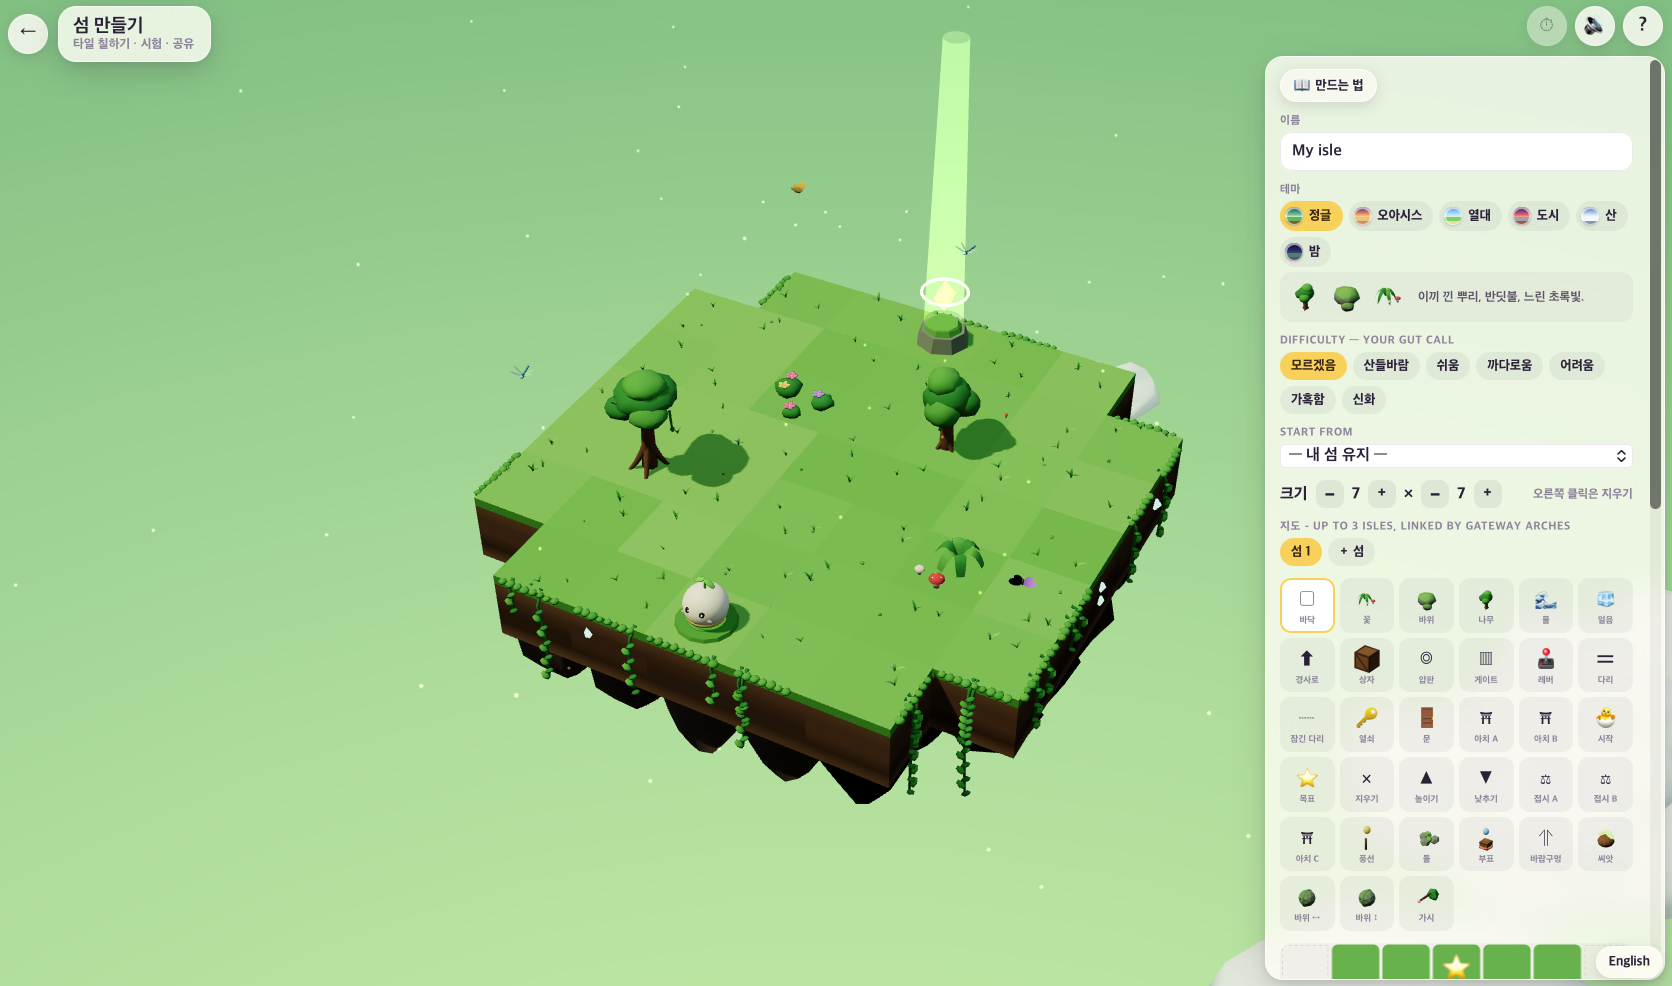 ←
섬 만들기
타일 칠하기 · 시험 · 공유
?
📖 만드는 법
이름
My isle
테마
정글
오아시스
열대
도시
산
밤
이끼 낀 뿌리, 반딧불, 느린 초록빛.
DIFFICULTY — YOUR GUT CALL
모르겠음
산들바람
쉬움
까다로움
어려움
가혹함
신화
START FROM
— 내 섬 유지 —
크기 – 7 + × – 7 + 오른쪽 클릭은 지우기
지도 - UP TO 3 ISLES, LINKED BY GATEWAY ARCHES
섬 1
+ 섬
바닥
꽃
바위
나무
물
얼음
경사로
상자
압판
게이트
레버
다리
잠긴 다리
열쇠
문
아치 A
아치 B
시작
목표
지우기
높이기
낮추기
접시 A
접시 B
아치 C
풍선
돌
부표
바람구멍
씨앗
바위 ↔
바위 ↕
가시
English